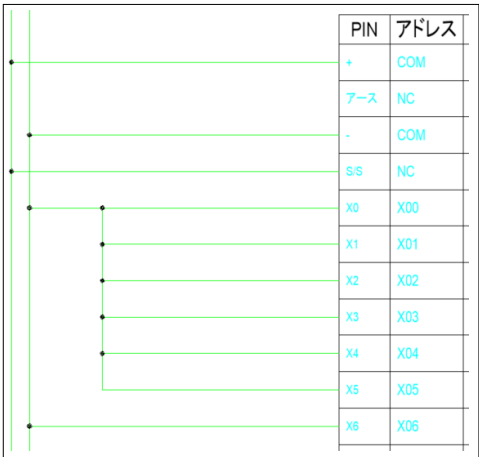 PIN アドレス
+ COM
アース NC
- COM
S/S NC
X0 X00
X1 X01
X2 X02
X3 X03
X4 X04
X5 X05
X6 X06